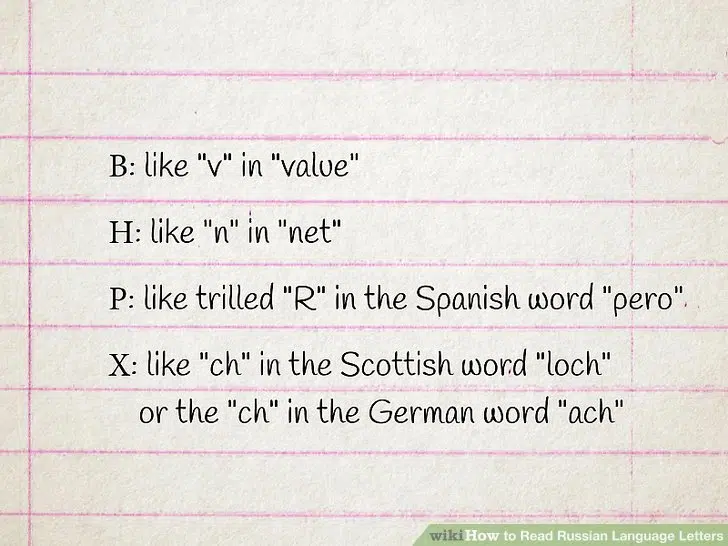 В: like "v" in "value"
Н: like "n" in "net"
Р: like trilled "R" in the Spanish word "pero"
Х: like "ch" in the Scottish word "loch"
or the "ch" in the German word "ach"
wikiHow to Read Russian Language Letters